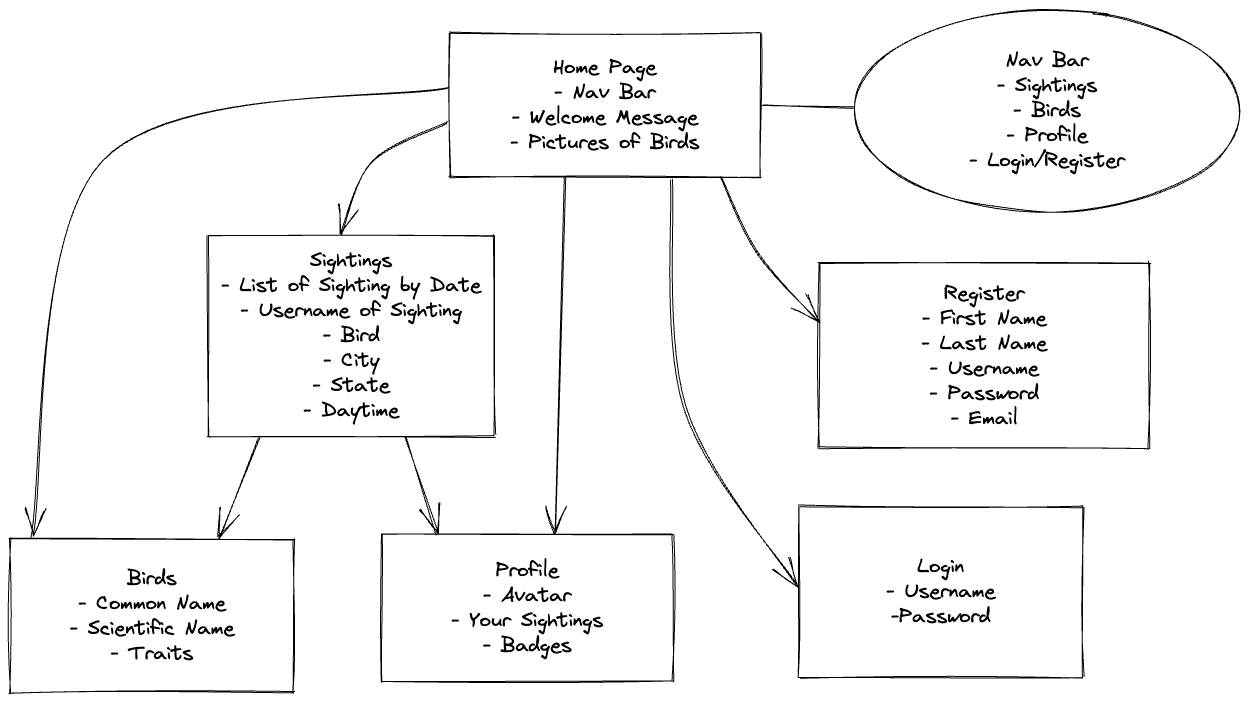 Home Page
- Nav Bar
- Welcome Message
- Pictures of Birds
Nav Bar
- Sightings
- Birds
- Profile
- Login/Register
Sightings
- List of Sighting by Date
- Username of Sighting
- Bird
- City
- State
- Daytime
Register
- First Name
- Last Name
- Username
- Password
- Email
Birds
- Common Name
- Scientific Name
- Traits
Profile
- Avatar
- Your Sightings
- Badges
Login
- Username
-Password